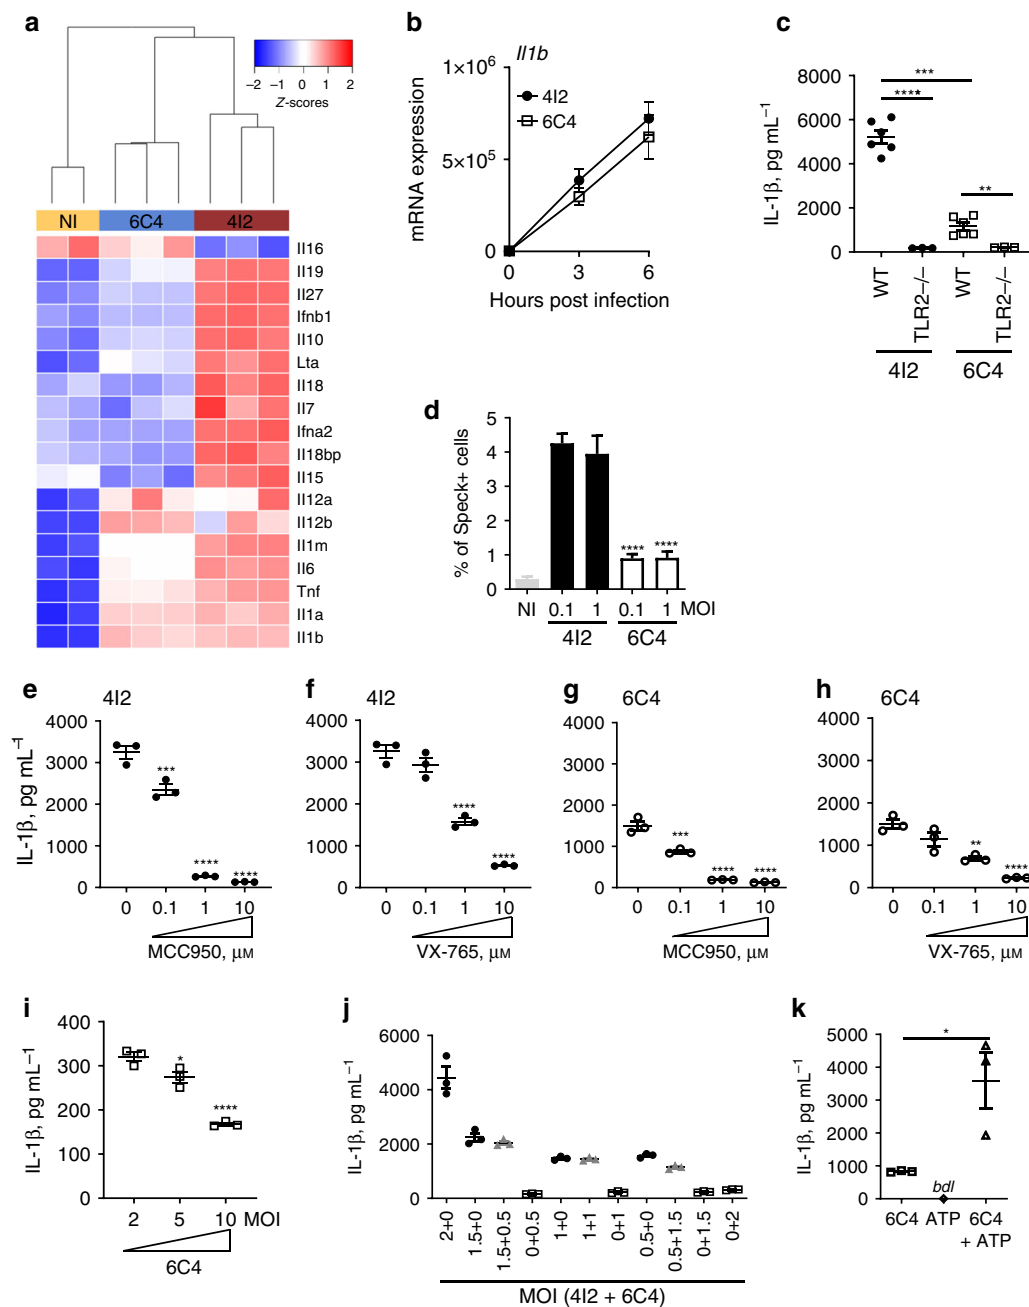 a
−2 −1 0 1 2
Z-scores
NI 6C4 4I2
Il16
Il19
Il27
Ifnb1
Il10
Lta
Il18
Il7
Ifna2
Il18bp
Il15
Il12a
Il12b
Il1rn
Il6
Tnf
Il1a
Il1b
b
Il1b
1×10⁶
5×10⁵
0
mRNA expression
4I2
6C4
0 3 6
Hours post infection
c
8000
6000
4000
2000
0
IL-1β, pg mL⁻¹
***
****
**
WT TLR2−/− WT TLR2−/−
4I2 6C4
d
5
4
3
2
1
0
% of Speck+ cells
**** ****
NI 0.1 1 0.1 1 MOI
4I2 6C4
e
4I2
4000
3000
2000
1000
0
IL-1β, pg mL⁻¹
***
**** ****
0 0.1 1 10
MCC950, µM
f
4000
3000
2000
1000
0
****
****
0 0.1 1 10
VX-765, µM
g
6C4
4000
3000
2000
1000
0
***
**** ****
0 0.1 1 10
MCC950, µM
h
6C4
4000
3000
2000
1000
0
**
****
0 0.1 1 10
VX-765, µM
i
400
300
200
100
0
IL-1β, pg mL⁻¹
*
****
2 5 10 MOI
6C4
j
6000
4000
2000
0
IL-1β, pg mL⁻¹
2+0 1.5+0 1.5+0.5 0+0.5 1+0 1+1 0+1 0.5+0 0.5+1.5 0+1.5 0+2
MOI (4I2 + 6C4)
k
5000
4000
3000
2000
1000
0
IL-1β, pg mL⁻¹
*
bdl
6C4 ATP 6C4
+ ATP